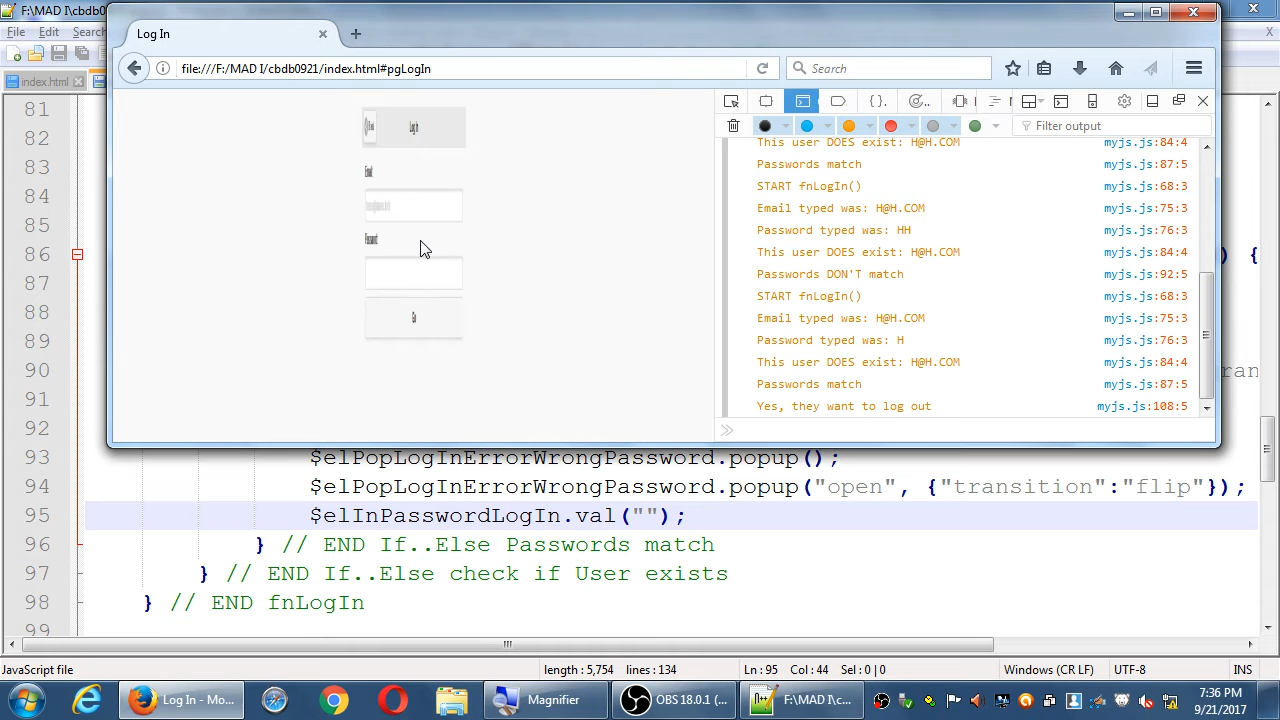 F:\MAD I\cbdb0
File Edit Search
index.html
Log In
file:///F:/MAD I/cbdb0921/index.html#pgLogIn
Search
Log In
Email
Password
Filter output
This user DOES exist: H@H.COM myjs.js:84:4
Passwords match myjs.js:87:5
START fnLogIn() myjs.js:68:3
Email typed was: H@H.COM myjs.js:75:3
Password typed was: HH myjs.js:76:3
This user DOES exist: H@H.COM myjs.js:84:4
Passwords DON'T match myjs.js:92:5
START fnLogIn() myjs.js:68:3
Email typed was: H@H.COM myjs.js:75:3
Password typed was: H myjs.js:76:3
This user DOES exist: H@H.COM myjs.js:84:4
Passwords match myjs.js:87:5
Yes, they want to log out myjs.js:108:5
81
82
83
84
85
86 ) {
87
88
89
90 ran
91
92
93 $elPopLogInErrorWrongPassword.popup();
94 $elPopLogInErrorWrongPassword.popup("open", {"transition":"flip"});
95 $elInPasswordLogIn.val("");
96 } // END If..Else Passwords match
97 } // END If..Else check if User exists
98 } // END fnLogIn
99
JavaScript file length : 5,754 lines : 134 Ln : 95 Col : 44 Sel : 0 | 0 Windows (CR LF) UTF-8 INS
Log In - Mo...
Magnifier
OBS 18.0.1 (...
F:\MAD I\c...
7:36 PM
9/21/2017